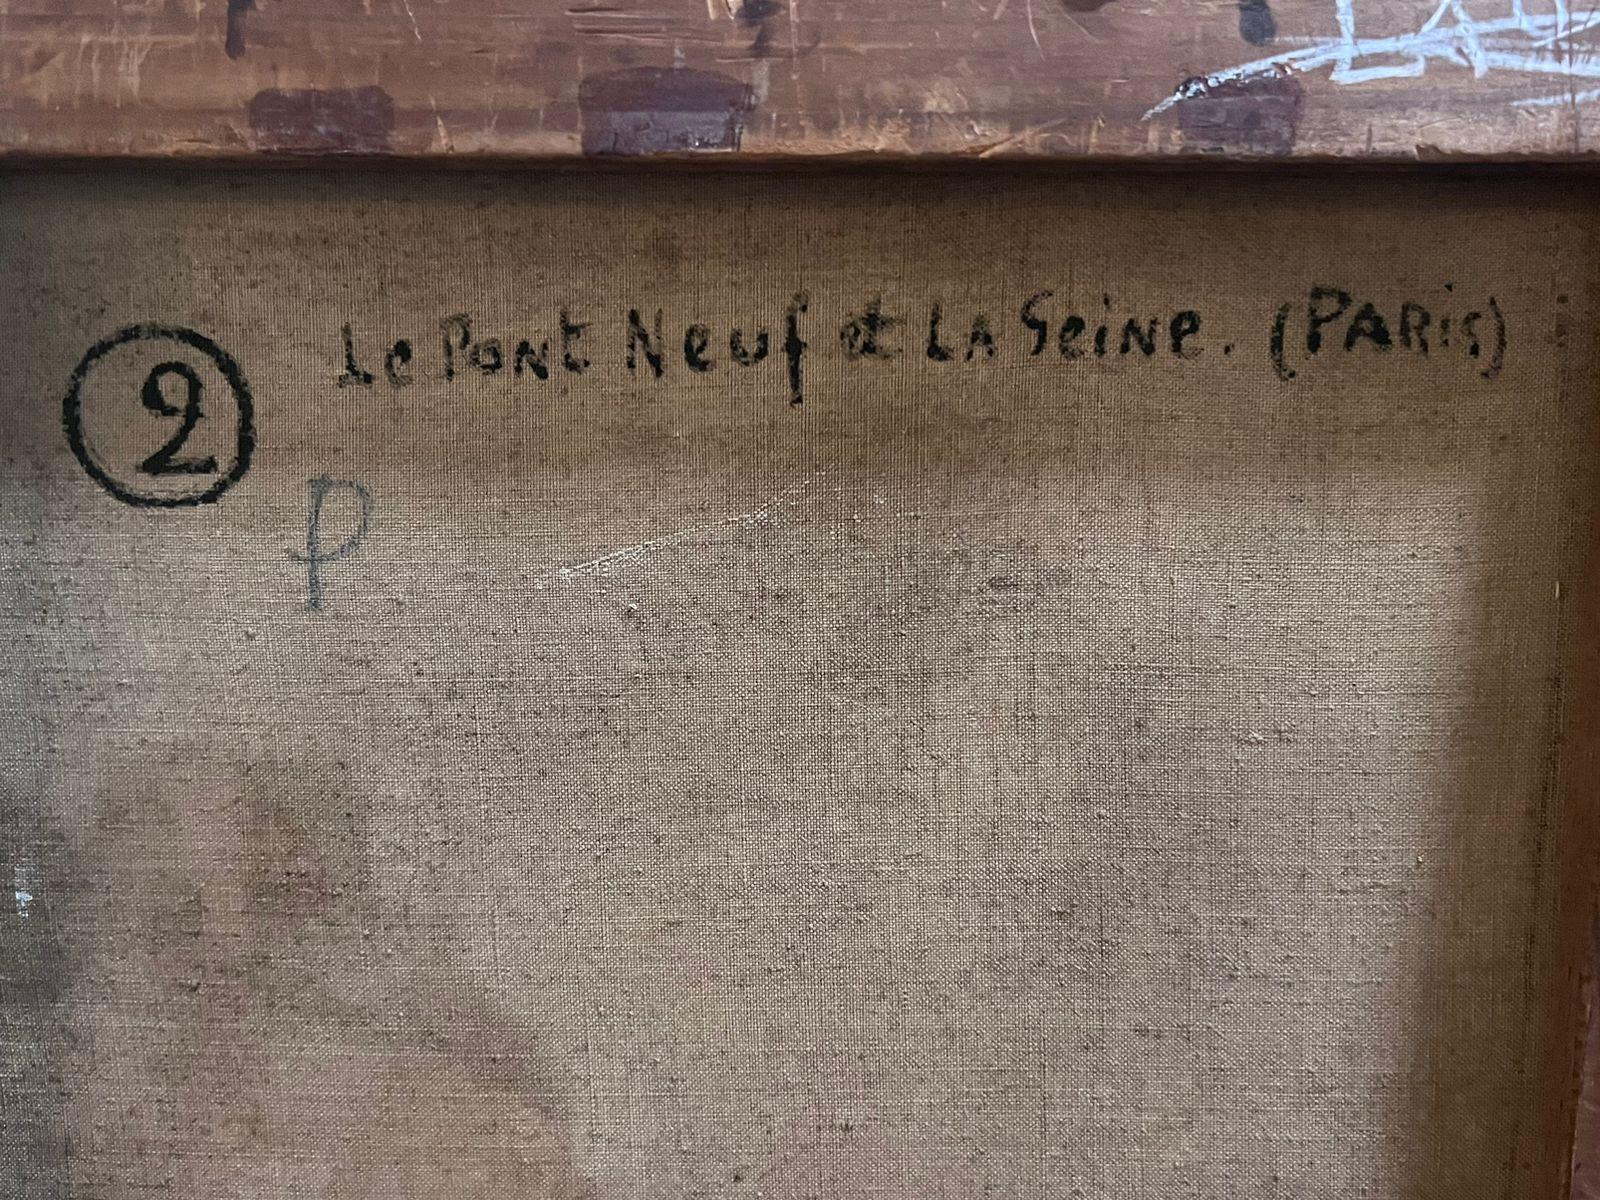 Le Pont Neuf et LA Seine. (PARis)
2
P